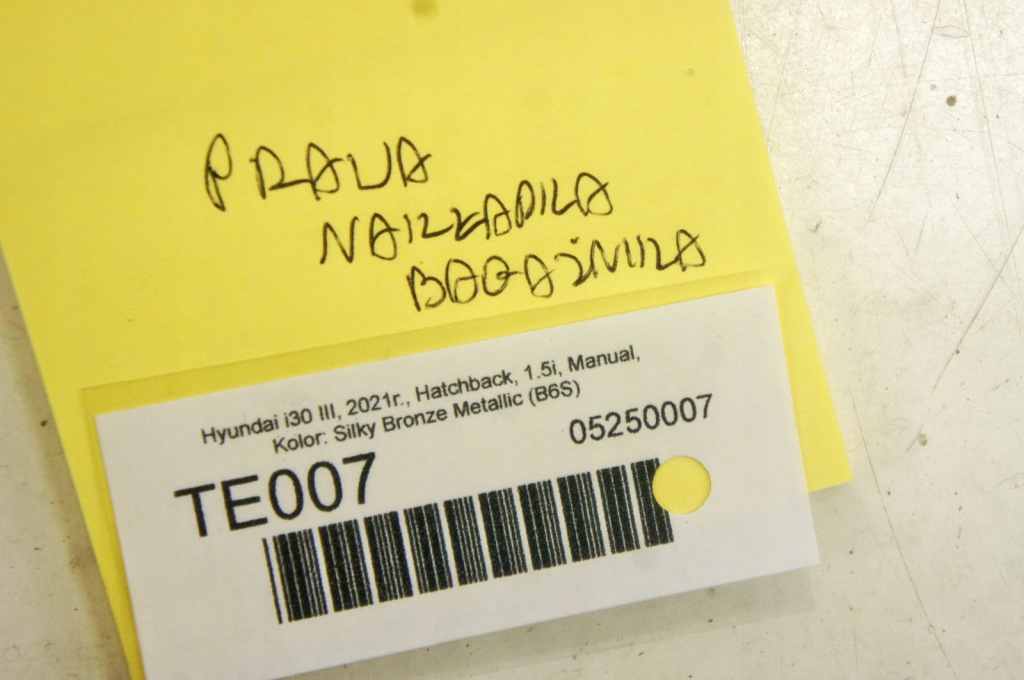 PRAWA
NAKŁADKA
BAGAŻNIKA
Hyundai i30 III, 2021r., Hatchback, 1.5i, Manual,
Kolor: Silky Bronze Metallic (B6S)
05250007
TE007